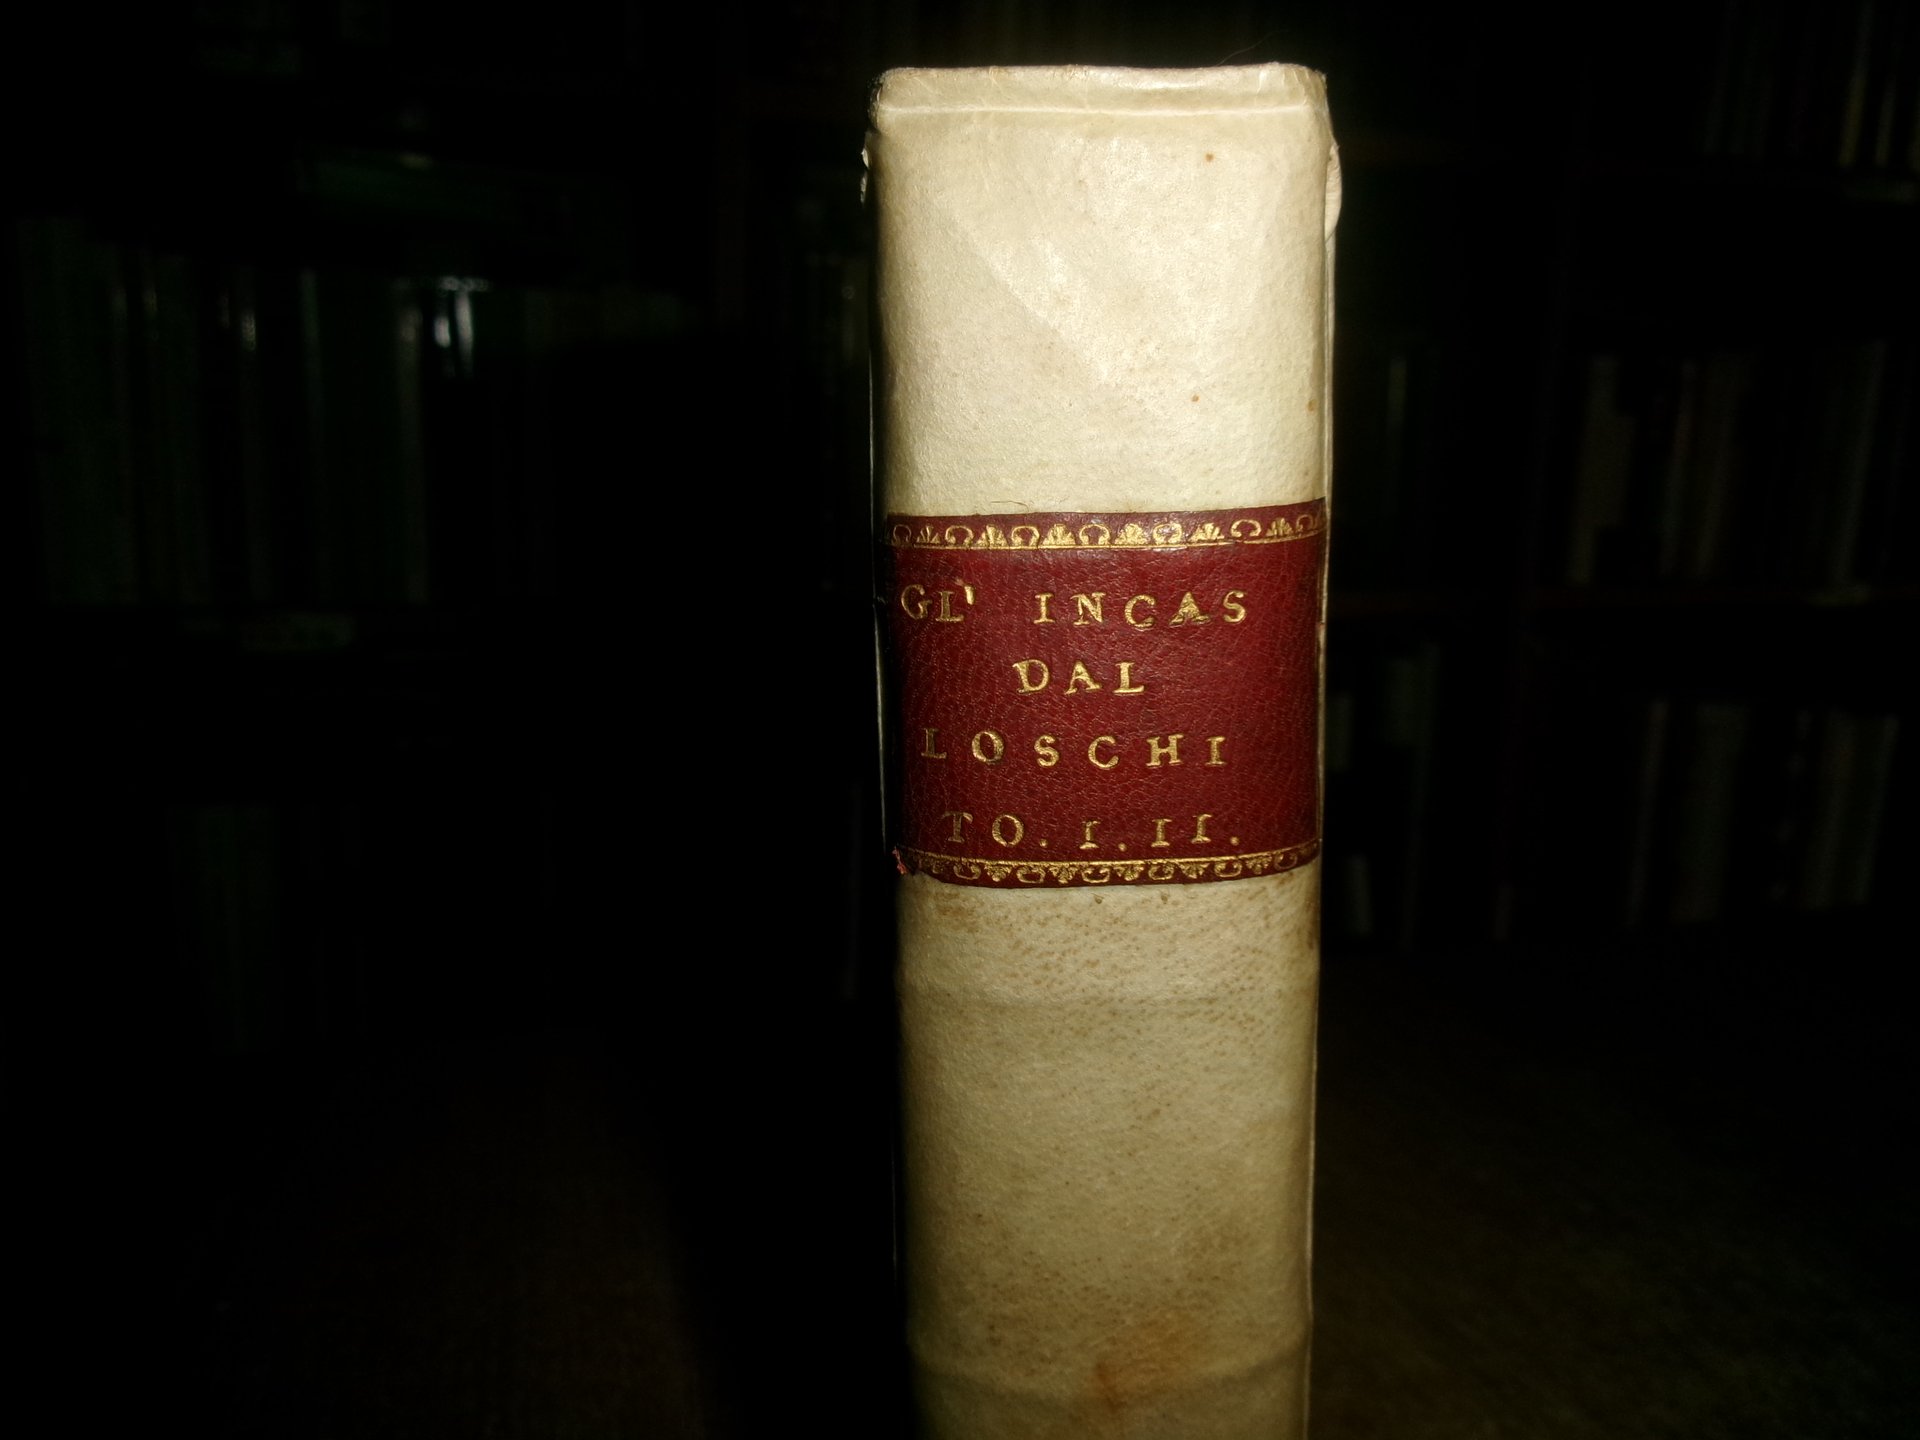 GL' INCAS
DAL
LOSCHI
TO. I. II.